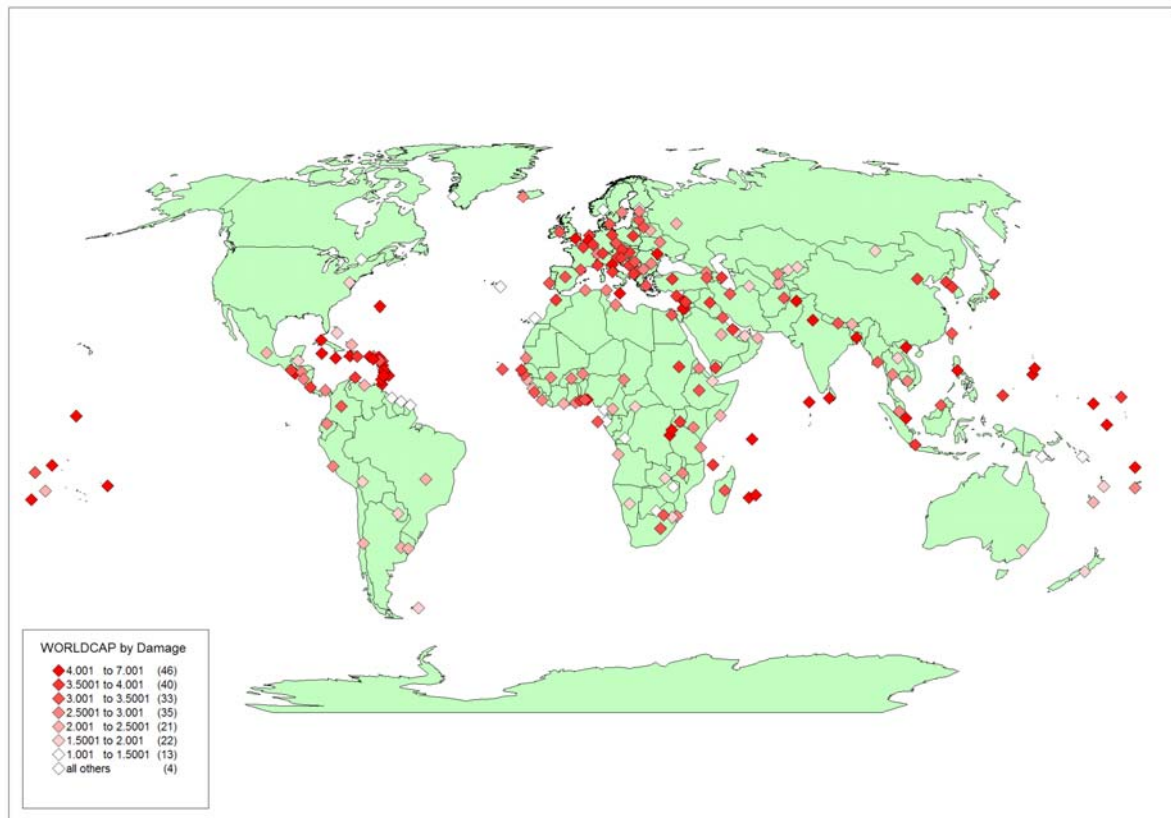 WORLDCAP by Damage
4.001 to 7.001 (46)
3.5001 to 4.001 (40)
3.001 to 3.5001 (33)
2.5001 to 3.001 (35)
2.001 to 2.5001 (21)
1.5001 to 2.001 (22)
1.001 to 1.5001 (13)
all others (4)